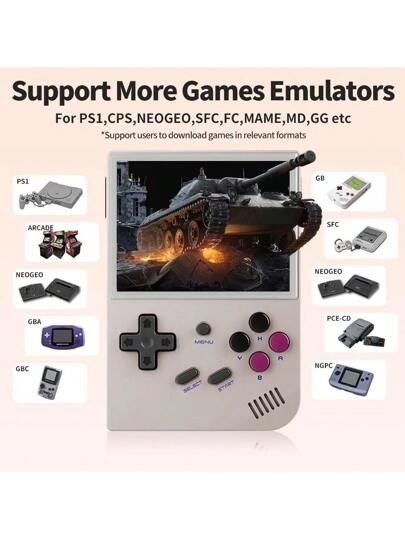 Support More Games Emulators
For PS1,CPS,NEOGEO,SFC,FC,MAME,MD,GG etc
*Support users to download games in relevant formats
PS1
ARCADE
NEOGEO
GBA
GBC
GB
SFC
NEOGEO
PCE-CD
NGPC
MENU
H
Y
R
B
SELECT
START